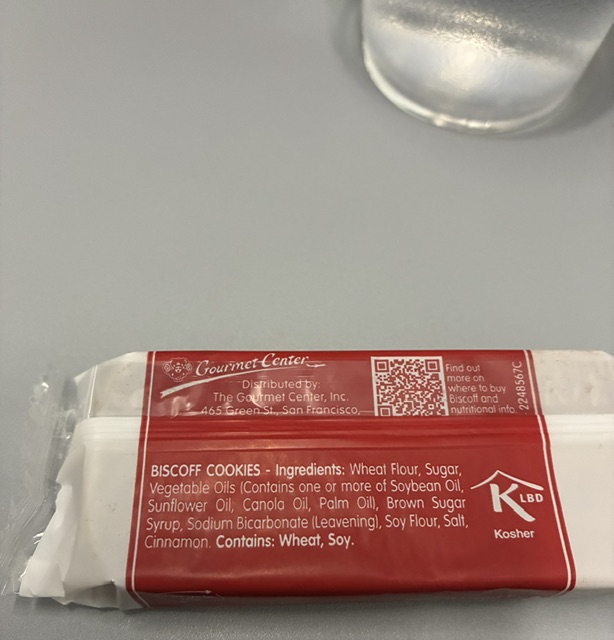 Gourmet Center
Distributed by:
The Gourmet Center, Inc.
465 Green St., San Francisco,
Find out
more on
where to buy
Biscoff and
nutritional info
2248567C
BISCOFF COOKIES - Ingredients: Wheat Flour, Sugar,
Vegetable Oils (Contains one or more of Soybean Oil,
Sunflower Oil, Canola Oil, Palm Oil), Brown Sugar
Syrup, Sodium Bicarbonate (Leavening), Soy Flour, Salt,
Cinnamon. Contains: Wheat, Soy.
K LBD
Kosher